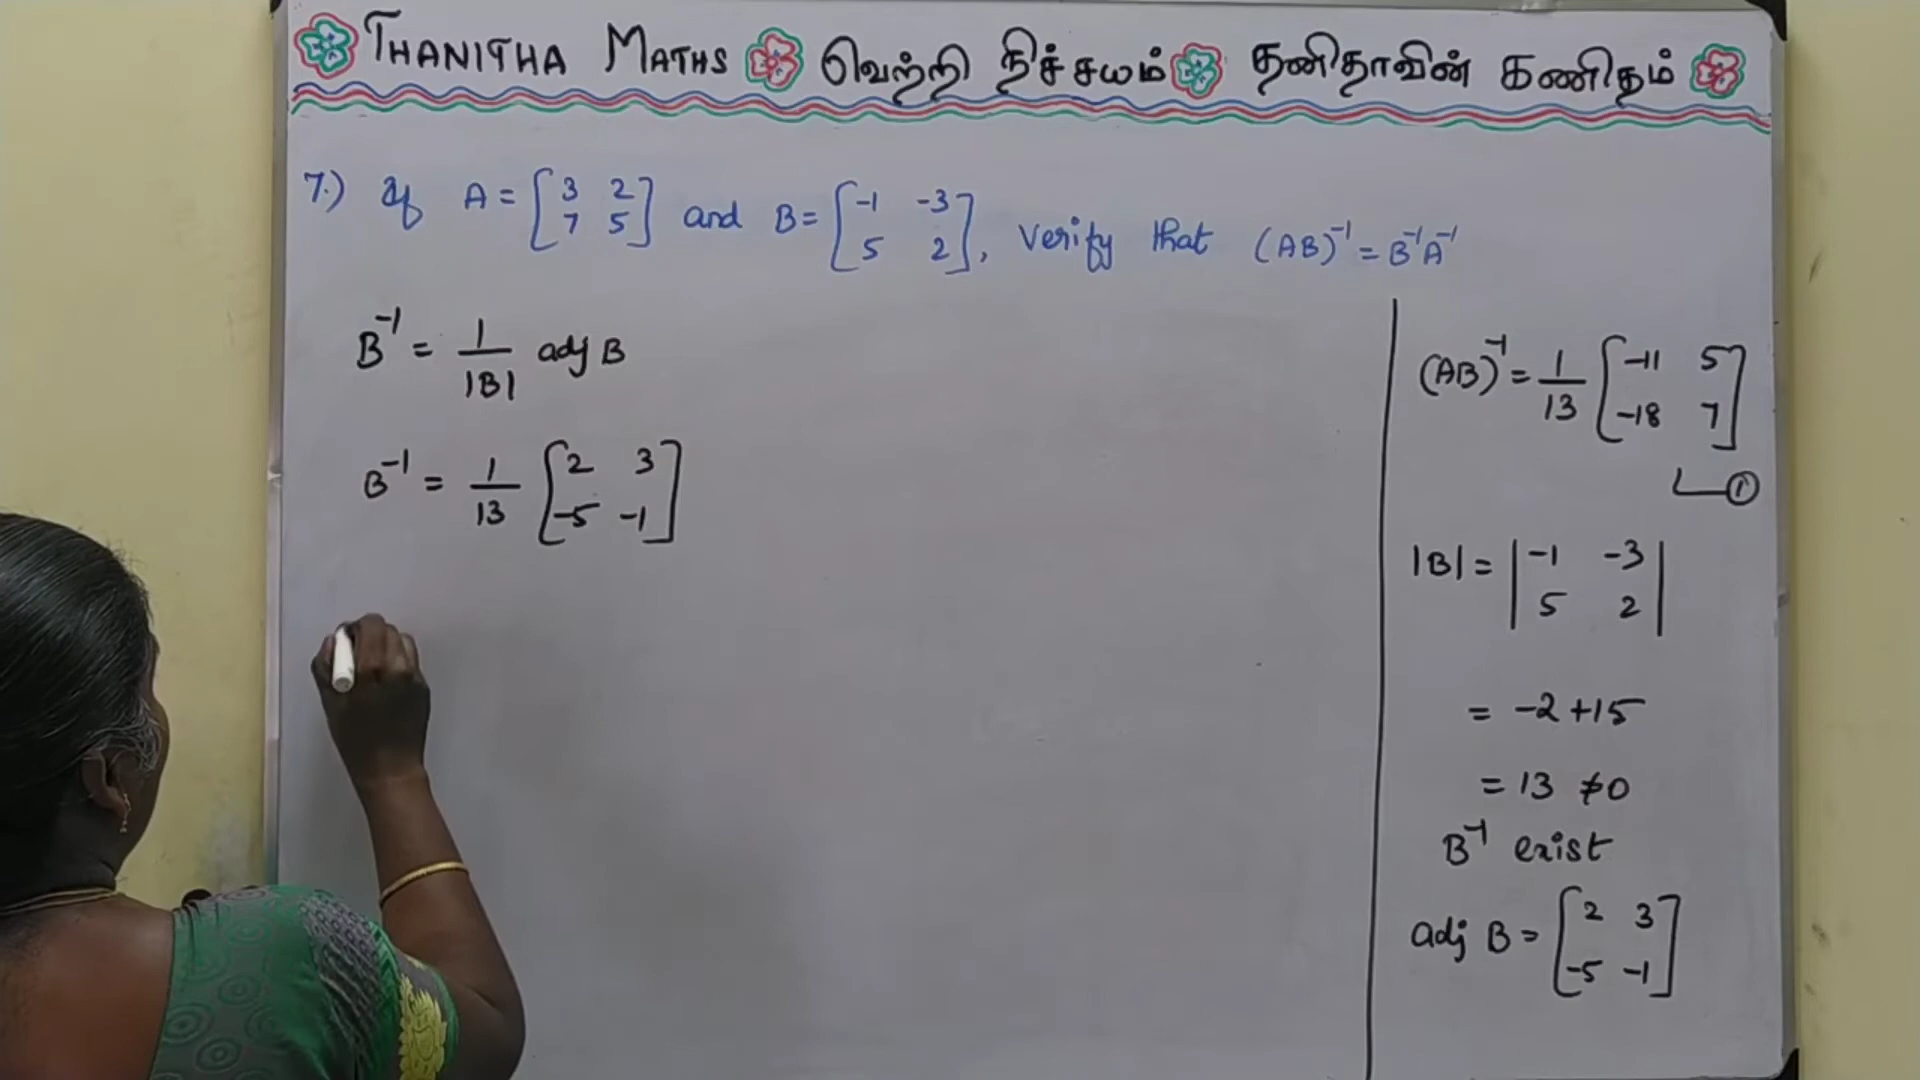 THANITHA MATHS வெற்றி நிச்சயம் தனிதாவின் கணிதம்
7.) If A = [3 2 7 5] and B = [-1 -3 5 2], Verify that (AB)⁻¹ = B⁻¹A⁻¹
B⁻¹ = 1/|B| adj B
B⁻¹ = 1/13 [2 3 -5 -1]
(AB)⁻¹ = 1/13 [-11 5 -18 7]
①
|B| = |-1 -3 5 2|
= -2 +15
= 13 ≠0
B⁻¹ exist
adj B = [2 3 -5 -1]